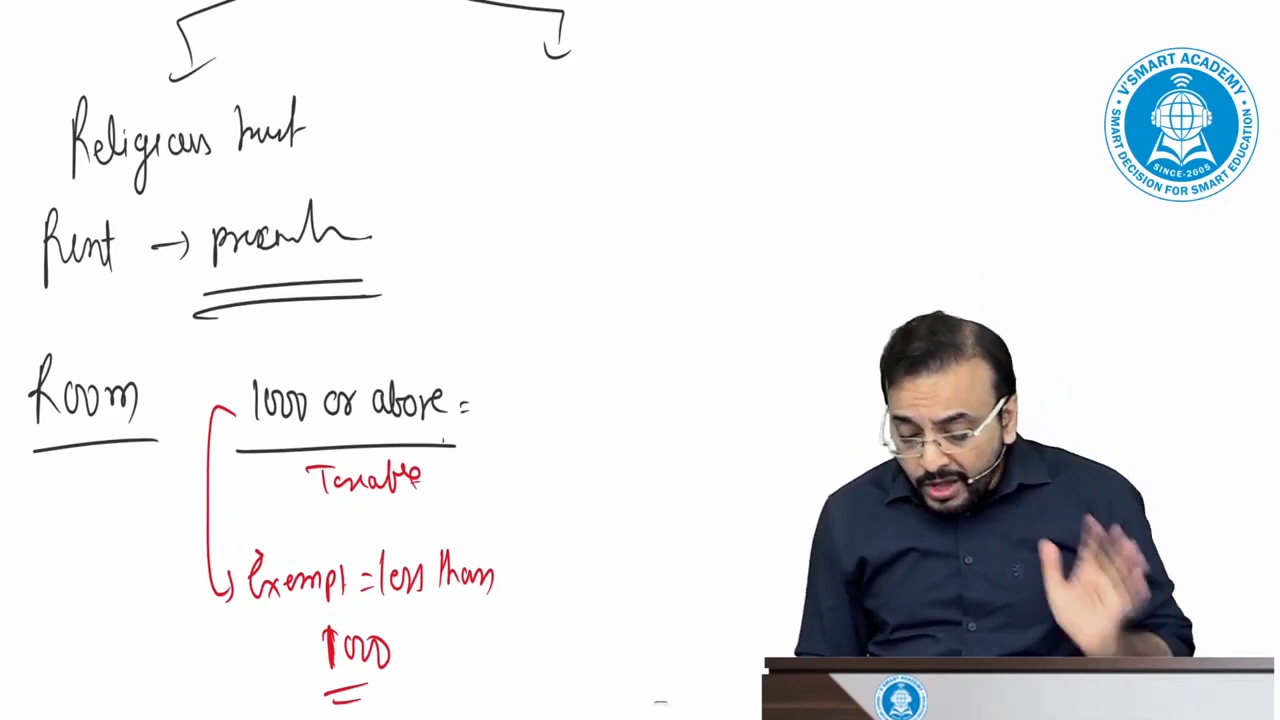 Religious trust
Rent → precincts
Room
1000 or above =
Taxable
Exempt = less than
1000
V'SMART ACADEMY
SINCE-2005
SMART DECISION FOR SMART EDUCATION